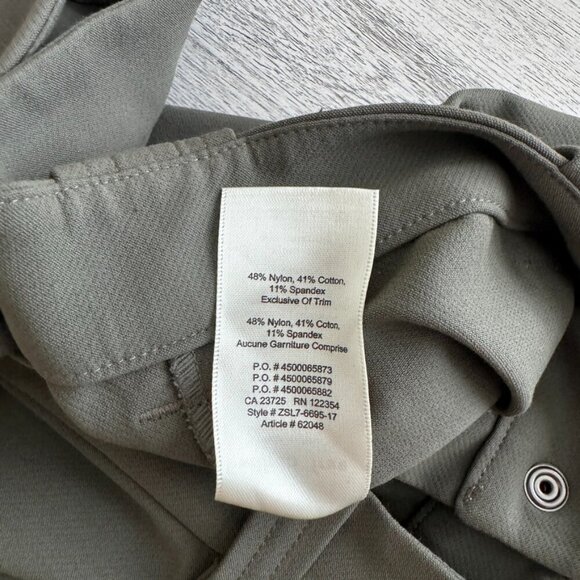 48% Nylon, 41% Cotton,
11% Spandex
Exclusive Of Trim
48% Nylon, 41% Coton,
11% Spandex
Aucune Garniture Comprise
P.O. # 4500065873
P.O. # 4500065879
P.O. # 4500065882
CA 23725 RN 122354
Style # ZSL7-6695-17
Article # 62048